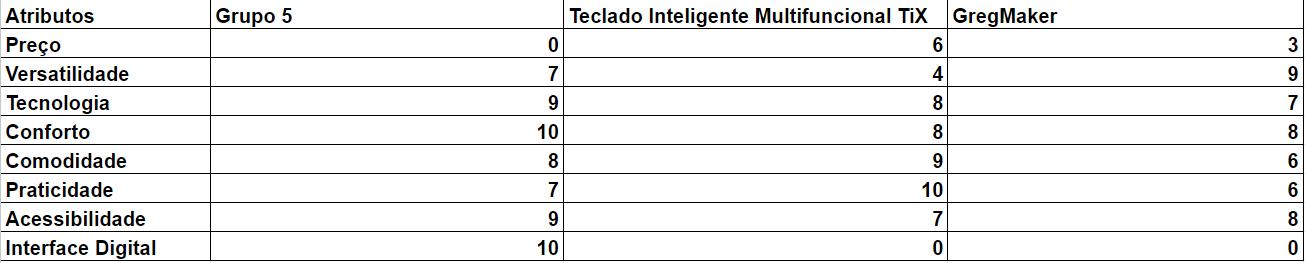 Atributos Grupo 5 Teclado Inteligente Multifuncional TiX GregMaker
Preço 0 6 3
Versatilidade 7 4 9
Tecnologia 9 8 7
Conforto 10 8 8
Comodidade 8 9 6
Praticidade 7 10 6
Acessibilidade 9 7 8
Interface Digital 10 0 0